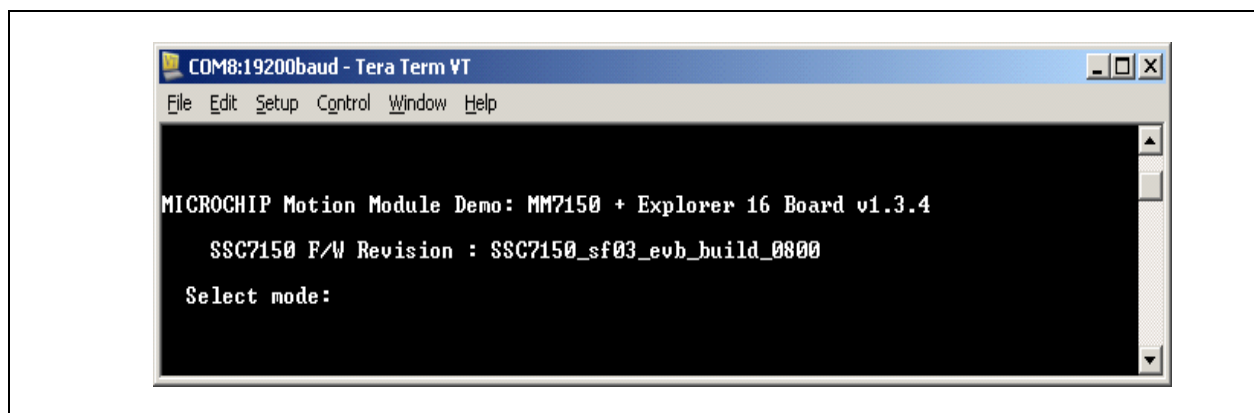 COM8:19200baud - Tera Term VT
File Edit Setup Control Window Help
MICROCHIP Motion Module Demo: MM7150 + Explorer 16 Board v1.3.4
SSC7150 F/W Revision : SSC7150_sf03_evb_build_0800
Select mode: